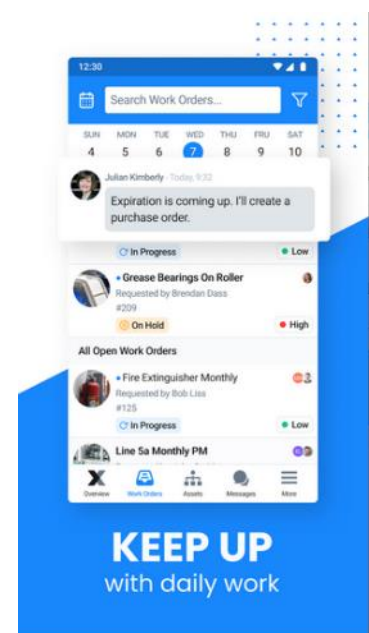 12:30
Search Work Orders...
SUN MON TUE WED THU FRU SAT
4 5 6 7 8 9 10
Julian Kimberly · Today, 9:32
Expiration is coming up. I'll create a
purchase order.
In Progress Low
Grease Bearings On Roller
Requested by Brendan Dass
#209
On Hold High
All Open Work Orders
Fire Extinguisher Monthly
Requested by Bob Liss
#125
In Progress Low
Line 5a Monthly PM
Overview Work Orders Assets Messages More
KEEP UP
with daily work